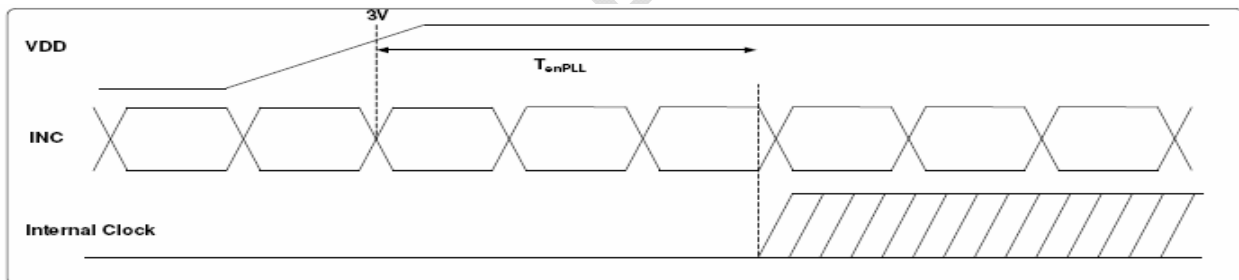 3V
VDD
TenPLL
INC
Internal Clock